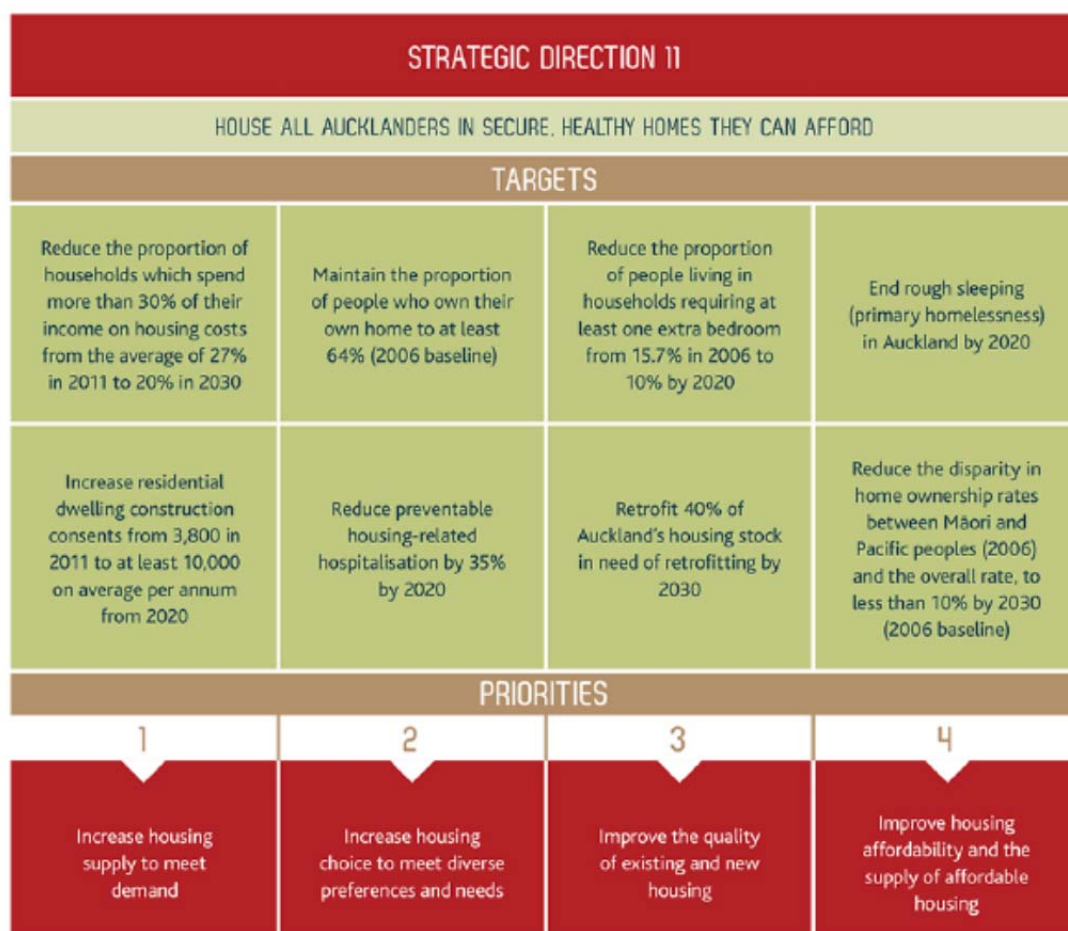 STRATEGIC DIRECTION 11
HOUSE ALL AUCKLANDERS IN SECURE, HEALTHY HOMES THEY CAN AFFORD
TARGETS
Reduce the proportion of
households which spend
more than 30% of their
income on housing costs
from the average of 27%
in 2011 to 20% in 2030
Maintain the proportion
of people who own their
own home to at least
64% (2006 baseline)
Reduce the proportion
of people living in
households requiring at
least one extra bedroom
from 15.7% in 2006 to
10% by 2020
End rough sleeping
(primary homelessness)
in Auckland by 2020
Increase residential
dwelling construction
consents from 3,800 in
2011 to at least 10,000
on average per annum
from 2020
Reduce preventable
housing-related
hospitalisation by 35%
by 2020
Retrofit 40% of
Auckland's housing stock
in need of retrofitting by
2030
Reduce the disparity in
home ownership rates
between Māori and
Pacific peoples (2006)
and the overall rate, to
less than 10% by 2030
(2006 baseline)
PRIORITIES
1
Increase housing
supply to meet
demand
2
Increase housing
choice to meet diverse
preferences and needs
3
Improve the quality
of existing and new
housing
4
Improve housing
affordability and the
supply of affordable
housing